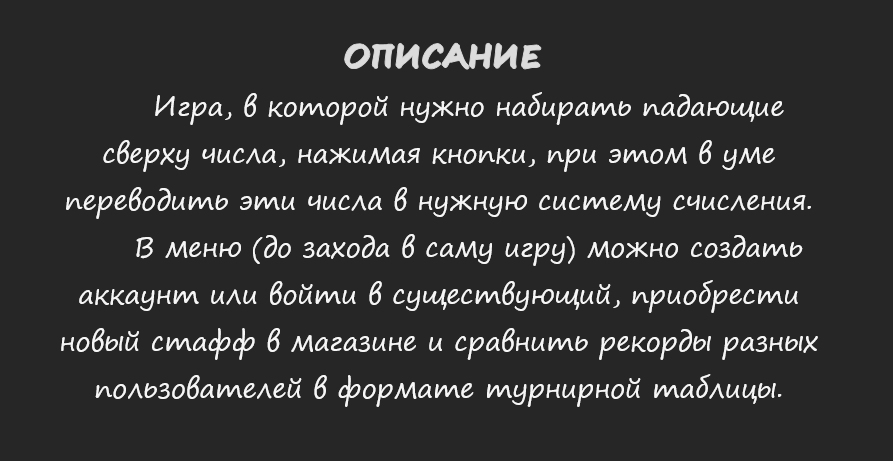 ОПИСАНИЕ
Игра, в которой нужно набирать падающие
сверху числа, нажимая кнопки, при этом в уме
переводить эти числа в нужную систему счисления.
В меню (до захода в саму игру) можно создать
аккаунт или войти в существующий, приобрести
новый стафф в магазине и сравнить рекорды разных
пользователей в формате турнирной таблицы.